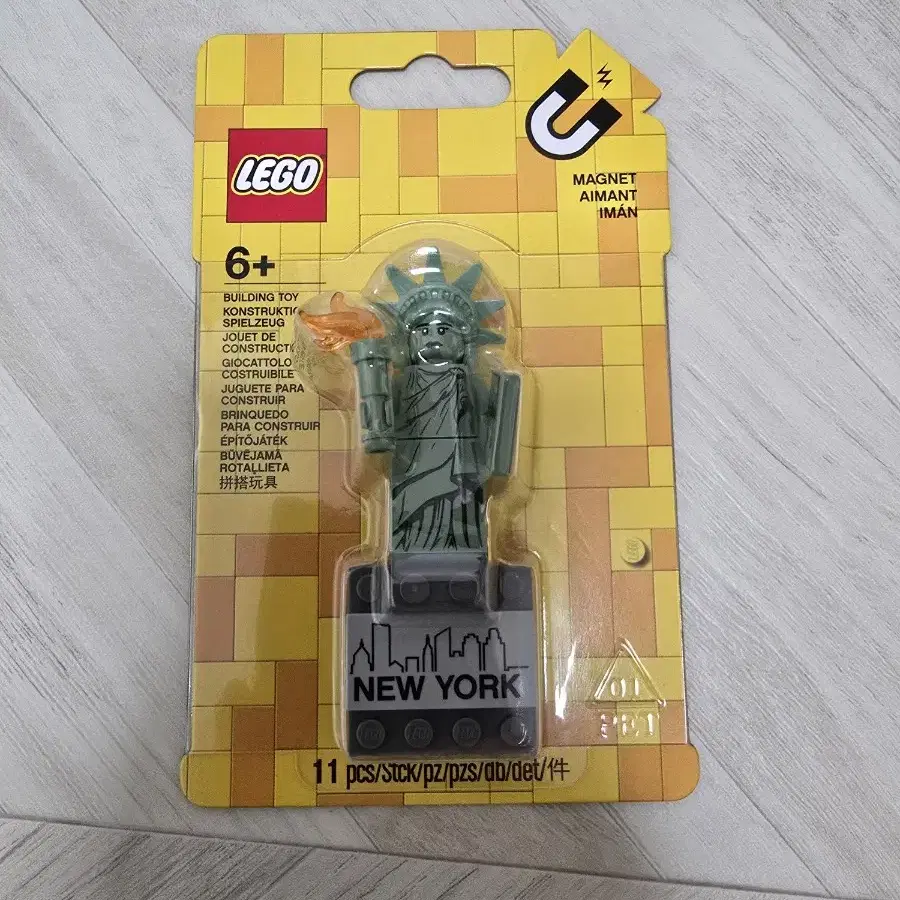 LEGO
MAGNET
AIMANT
IMÁN
6+
BUILDING TOY
KONSTRUKTIO
SPIELZEUG
JOUET DE
CONSTRUCTI
GIOCATTOLO
COSTRUIBILE
JUGUETE PARA
CONSTRUIR
BRINQUEDO
PARA CONSTRUIR
ÉPÍTŐJÁTÉK
BŪVĒJAMĀ
ROTAĻLIETA
拼搭玩具
NEW YORK
01
PET
11 pcs/Stck/pz/pzs/db/det/件